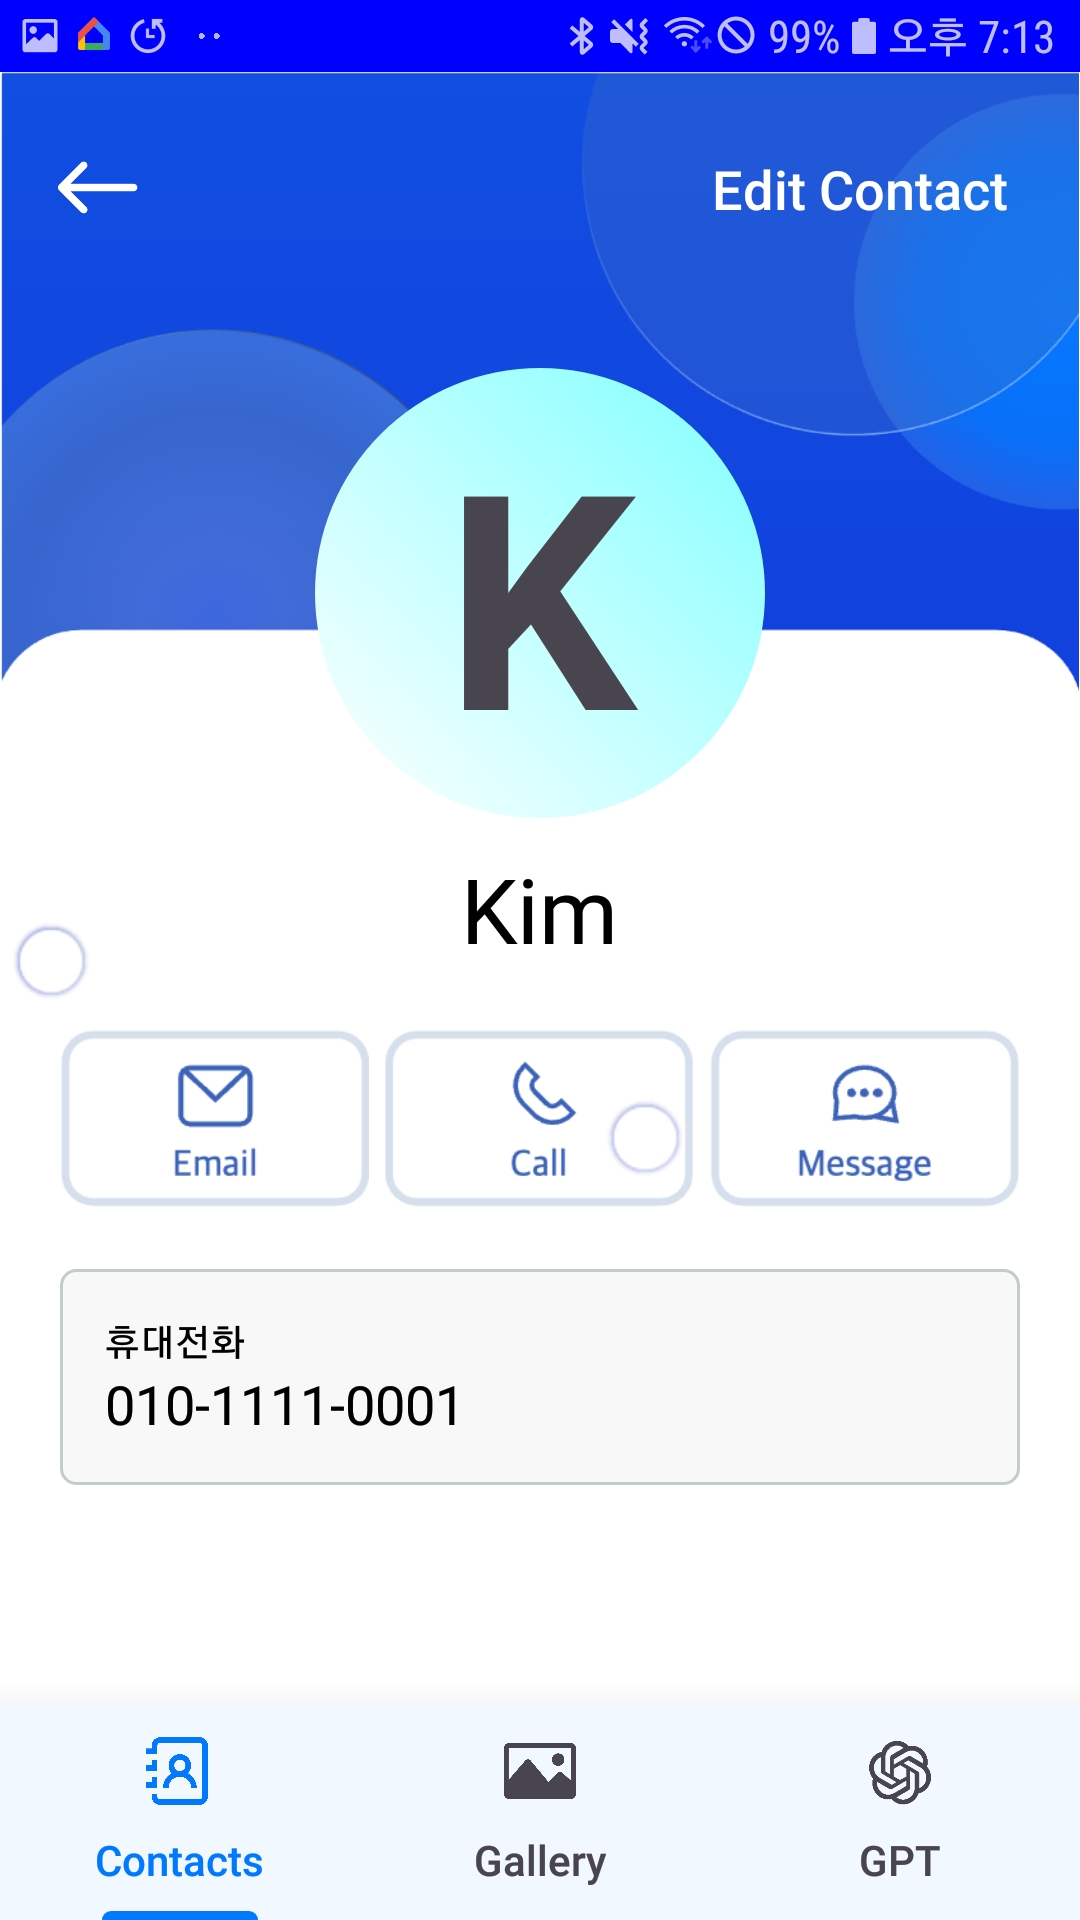 99% 오후 7:13
Edit Contact
K
Kim
Email
Call
Message
휴대전화
010-1111-0001
Contacts
Gallery
GPT